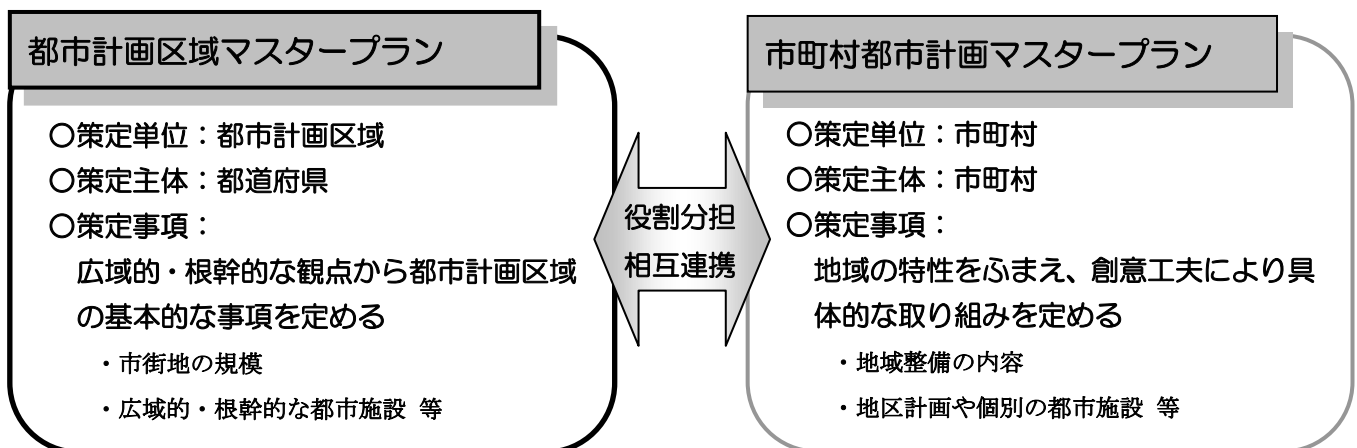 都市計画区域マスタープラン
〇策定単位：都市計画区域
〇策定主体：都道府県
〇策定事項：
広域的・根幹的な観点から都市計画区域
の基本的な事項を定める
・市街地の規模
・広域的・根幹的な都市施設 等
役割分担
相互連携
市町村都市計画マスタープラン
〇策定単位：市町村
〇策定主体：市町村
〇策定事項：
地域の特性をふまえ、創意工夫により具
体的な取り組みを定める
・地域整備の内容
・地区計画や個別の都市施設 等